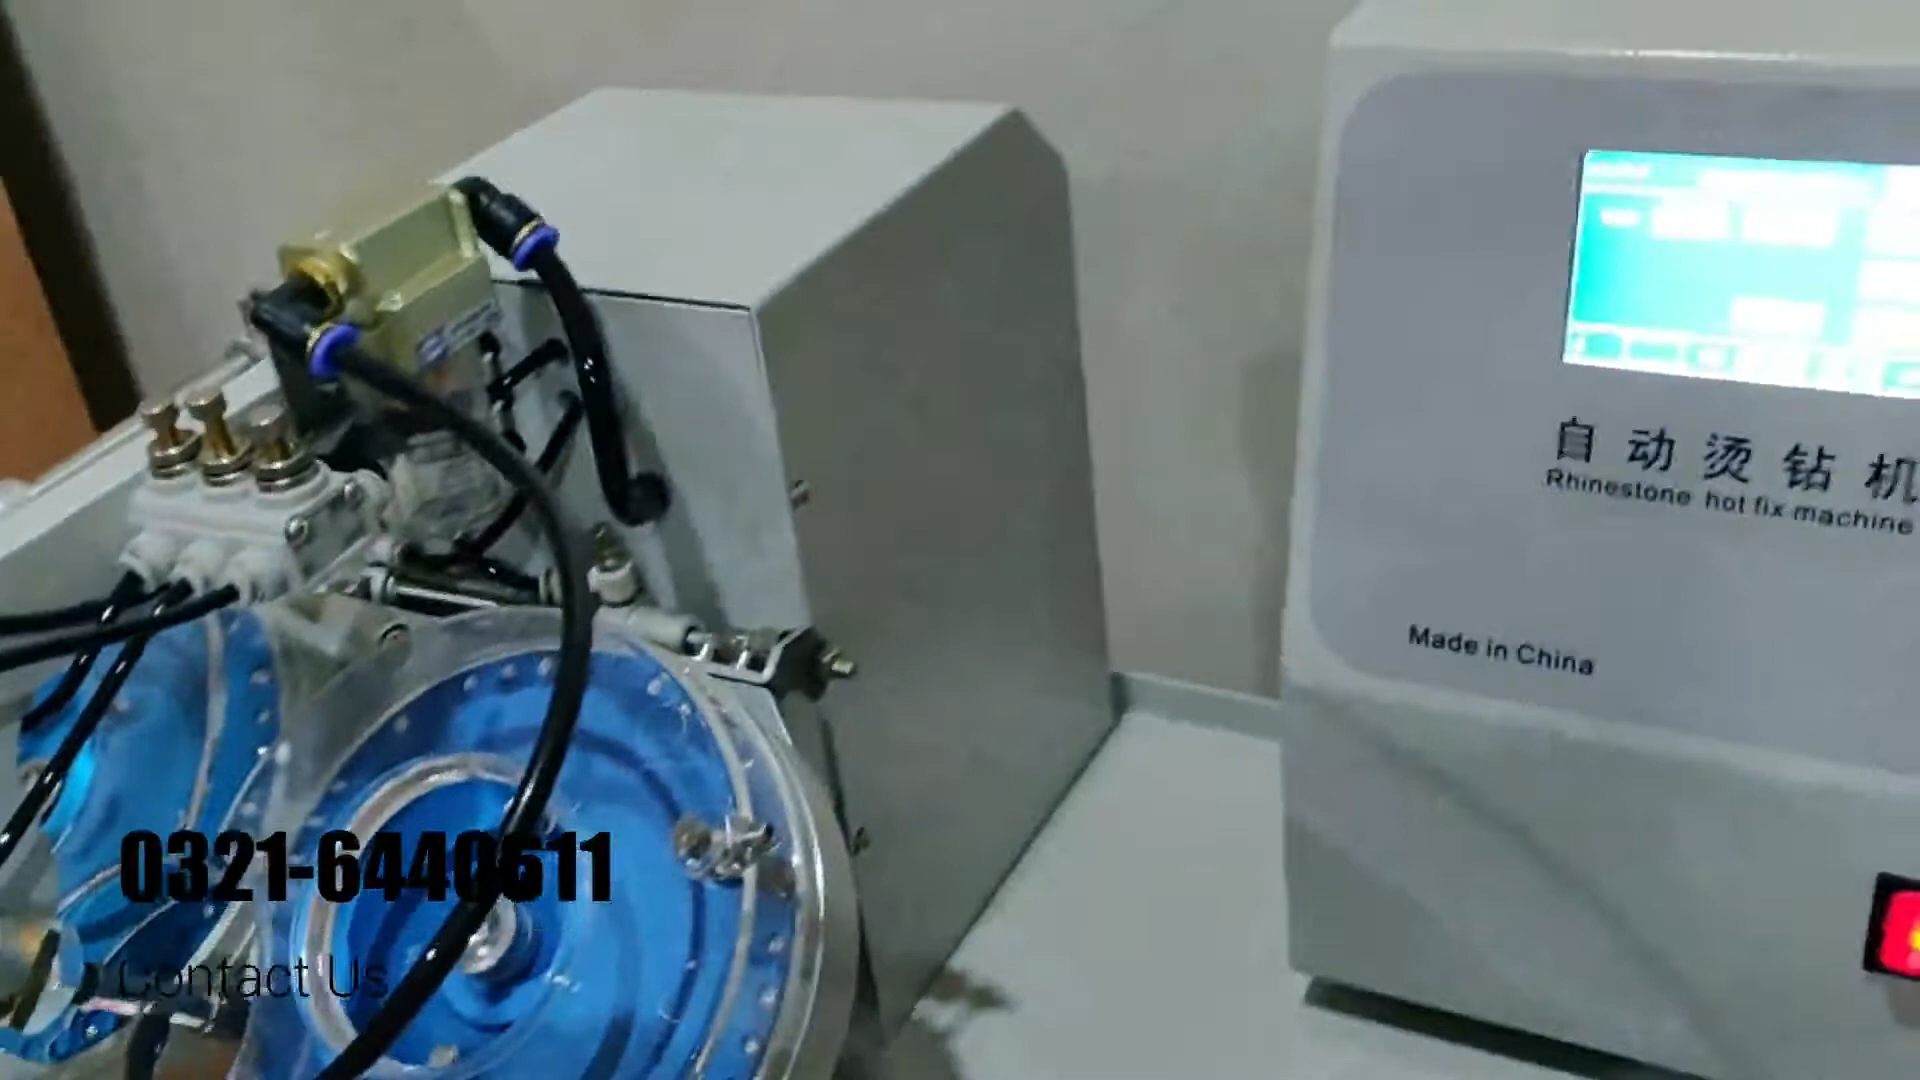 自动烫钻机
Rhinestone hot fix machine
Made in China
0321-6440611
Contact Us